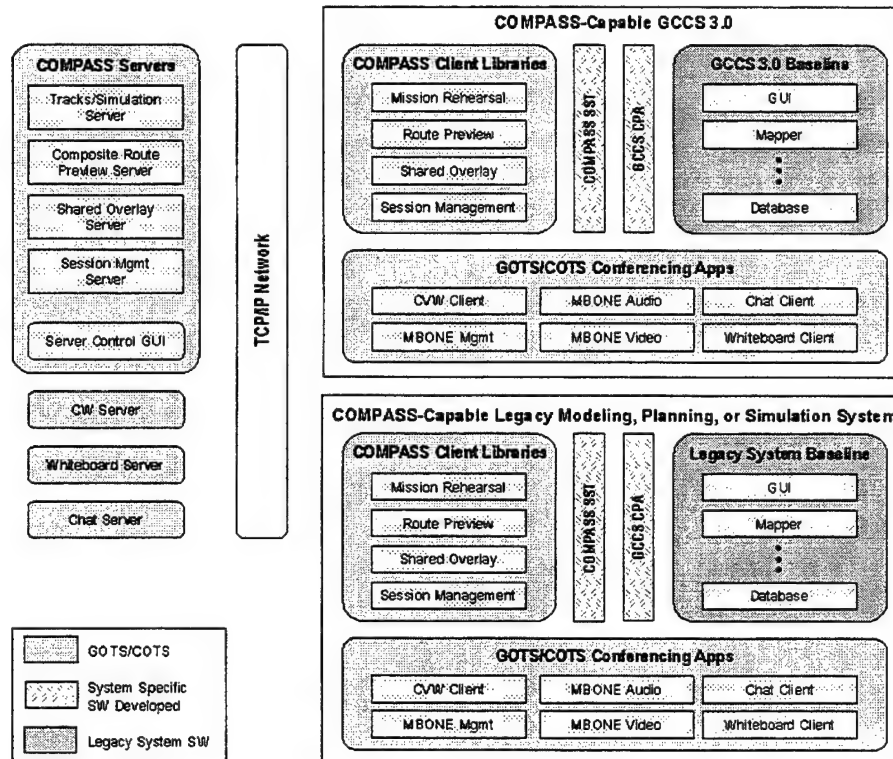 COMPASS Servers
Tracks/Simulation
Server
Composite Route
Preview Server
Shared Overlay
Server
Session Mgmt
Server
Server Control GUI
CW Server
Whiteboard Server
Chat Server
TCP/IP Network
COMPASS-Capable GCCS 3.0
COMPASS Client Libraries
Mission Rehearsal
Route Preview
Shared Overlay
Session Management
COMPASS SST
GCCS CPA
GCCS 3.0 Baseline
GUI
Mapper
Database
GOTS/COTS Conferencing Apps
CVW Client
MBONE Audio
Chat Client
MBONE Mgmt
MBONE Video
Whiteboard Client
COMPASS-Capable Legacy Modeling, Planning, or Simulation System
COMPASS Client Libraries
Mission Rehearsal
Route Preview
Shared Overlay
Session Management
COMPASS SST
GCCS CPA
Legacy System Baseline
GUI
Mapper
Database
GOTS/COTS Conferencing Apps
CVW Client
MBONE Audio
Chat Client
MBONE Mgmt
MBONE Video
Whiteboard Client
GOTS/COTS
System Specific
SW Developed
Legacy System SW